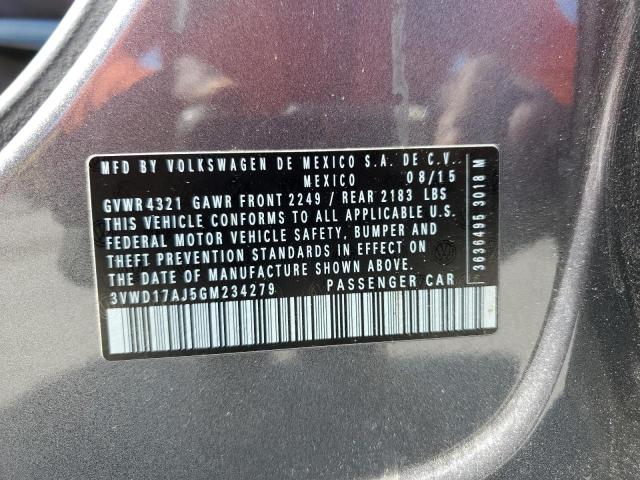 MFD BY VOLKSWAGEN DE MEXICO S.A. DE C.V.
MEXICO 08/15
GVWR 4321 GAWR FRONT 2249 / REAR 2183 LBS
THIS VEHICLE CONFORMS TO ALL APPLICABLE U.S.
FEDERAL MOTOR VEHICLE SAFETY, BUMPER AND
THEFT PREVENTION STANDARDS IN EFFECT ON
THE DATE OF MANUFACTURE SHOWN ABOVE.
3VWD17AJ5GM234279 PASSENGER CAR
3636495 3018 M